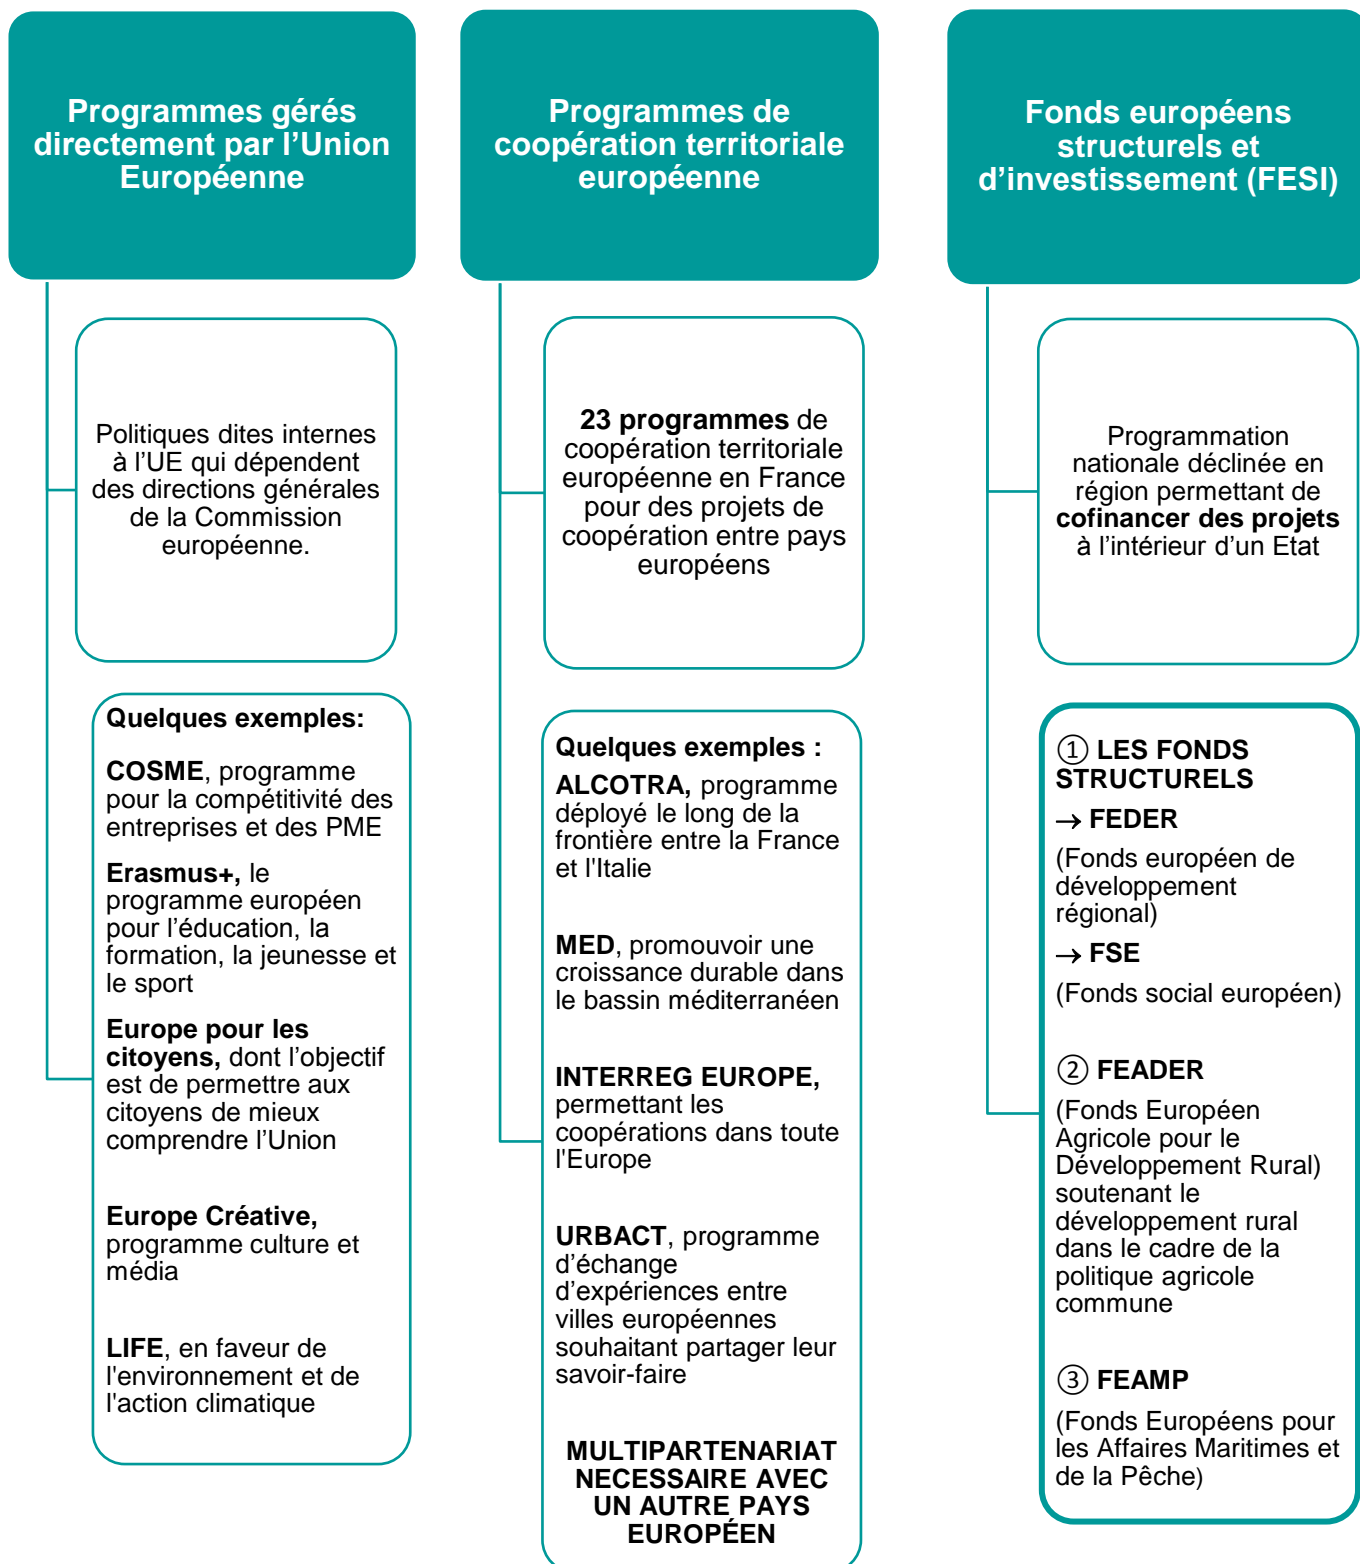 Programmes gérés
directement par l’Union
Européenne
Politiques dites internes
à l’UE qui dépendent
des directions générales
de la Commission
européenne.
Quelques exemples:
COSME, programme
pour la compétitivité des
entreprises et des PME
Erasmus+, le
programme européen
pour l’éducation, la
formation, la jeunesse et
le sport
Europe pour les
citoyens, dont l’objectif
est de permettre aux
citoyens de mieux
comprendre l’Union
Europe Créative,
programme culture et
média
LIFE, en faveur de
l'environnement et de
l'action climatique
Programmes de
coopération territoriale
européenne
23 programmes de
coopération territoriale
européenne en France
pour des projets de
coopération entre pays
européens
Quelques exemples :
ALCOTRA, programme
déployé le long de la
frontière entre la France
et l'Italie
MED, promouvoir une
croissance durable dans
le bassin méditerranéen
INTERREG EUROPE,
permettant les
coopérations dans toute
l'Europe
URBACT, programme
d’échange
d’expériences entre
villes européennes
souhaitant partager leur
savoir-faire
MULTIPARTENARIAT
NECESSAIRE AVEC
UN AUTRE PAYS
EUROPÉEN
Fonds européens
structurels et
d’investissement (FESI)
Programmation
nationale déclinée en
région permettant de
cofinancer des projets
à l’intérieur d’un Etat
① LES FONDS
STRUCTURELS
→ FEDER
(Fonds européen de
développement
régional)
→ FSE
(Fonds social européen)
② FEADER
(Fonds Européen
Agricole pour le
Développement Rural)
soutenant le
développement rural
dans le cadre de la
politique agricole
commune
③ FEAMP
(Fonds Européens pour
les Affaires Maritimes et
de la Pêche)